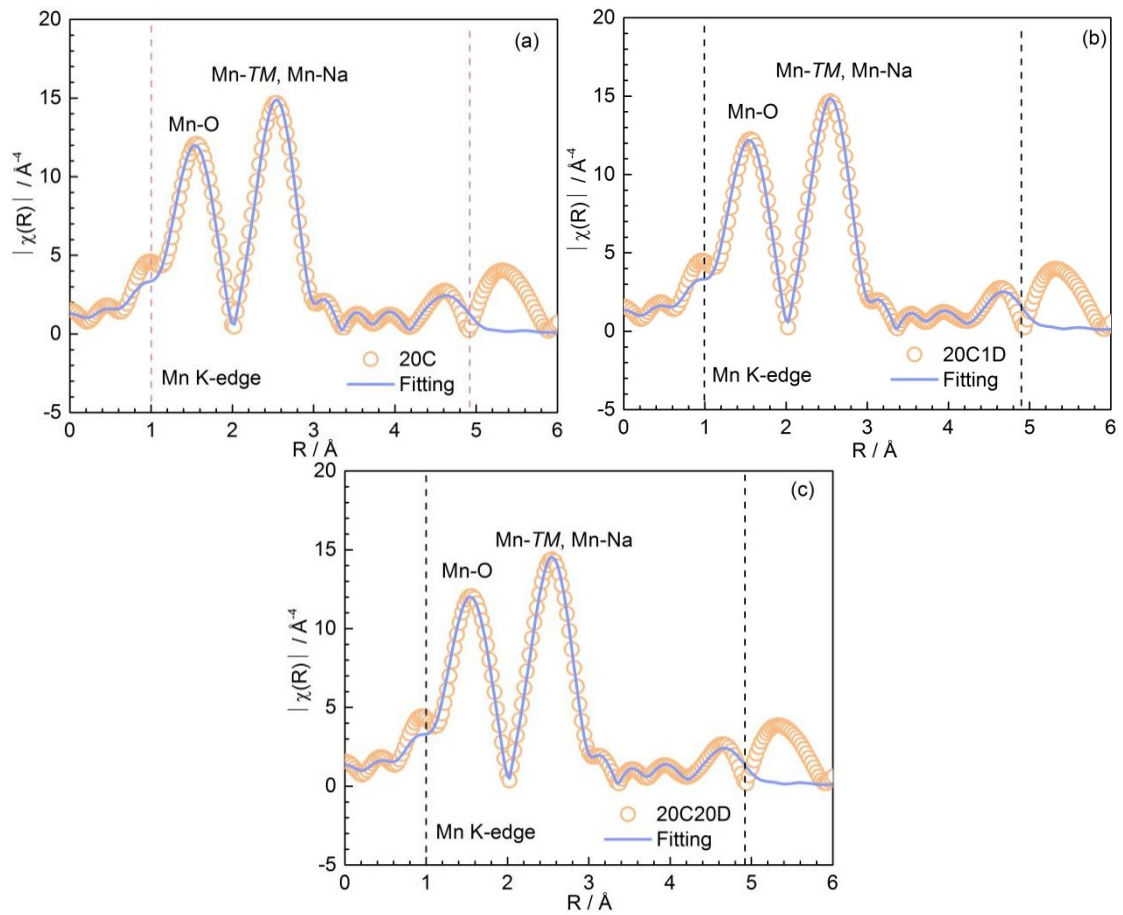 20
(a)
Mn-TM, Mn-Na
15
Mn-O
10
| χ(R) | / Å⁻⁴
5
0
20C
Mn K-edge
Fitting
-5
0 1 2 3 4 5 6
R / Å
20
(b)
Mn-TM, Mn-Na
15
Mn-O
10
| χ(R) | / Å⁻⁴
5
0
20C1D
Mn K-edge
Fitting
-5
0 1 2 3 4 5 6
R / Å
20
(c)
Mn-TM, Mn-Na
15
Mn-O
10
| χ(R) | / Å⁻⁴
5
0
20C20D
Mn K-edge
Fitting
-5
0 1 2 3 4 5 6
R / Å